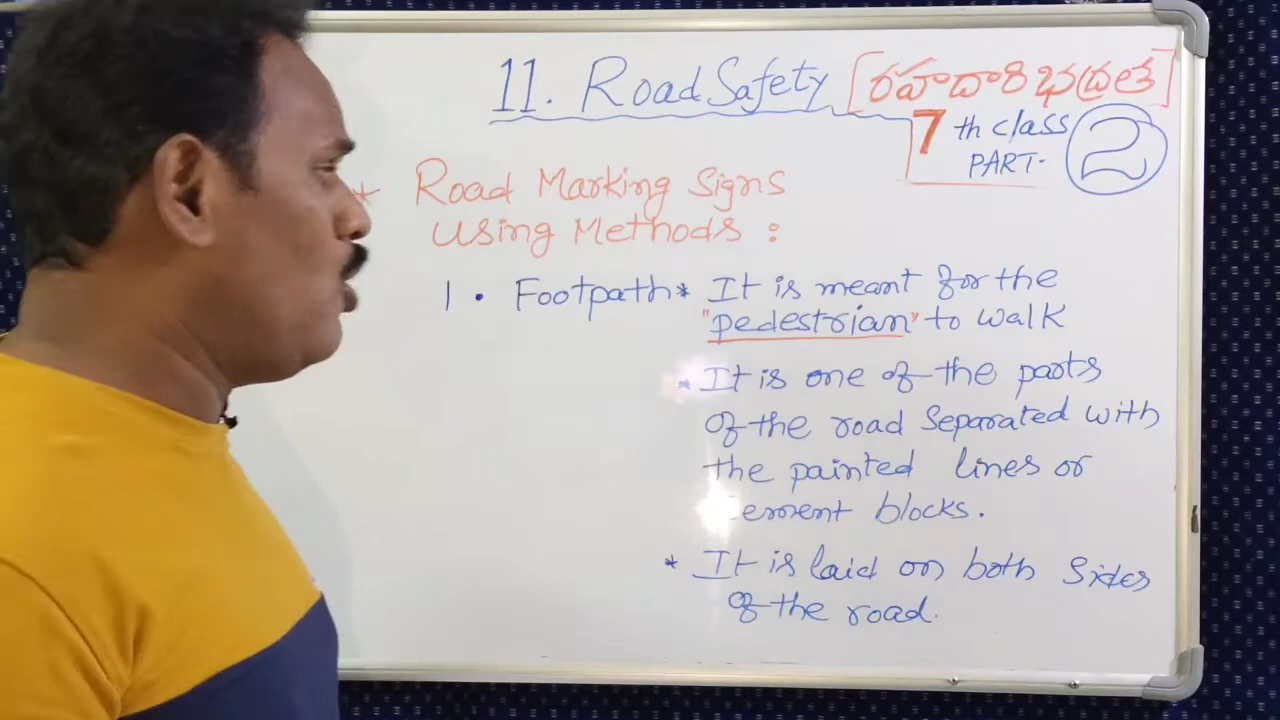 11. Road Safety [రహదారి భద్రత]
7th class
PART- 2
* Road Marking Signs
Using Methods :
1. Footpath * It is meant for the
"pedestrian" to walk
* It is one of the parts
of the road separated with
the painted lines or
cement blocks.
* It is laid on both sides
of the road.